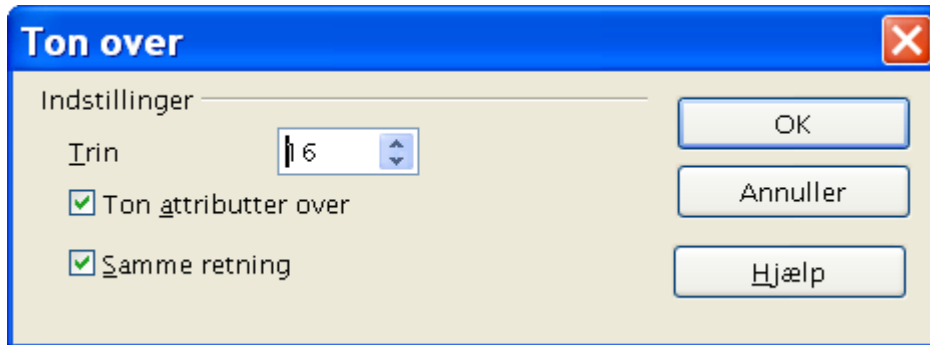 Ton over
Indstillinger
Trin
16
Ton attributter over
Samme retning
OK
Annuller
Hjælp